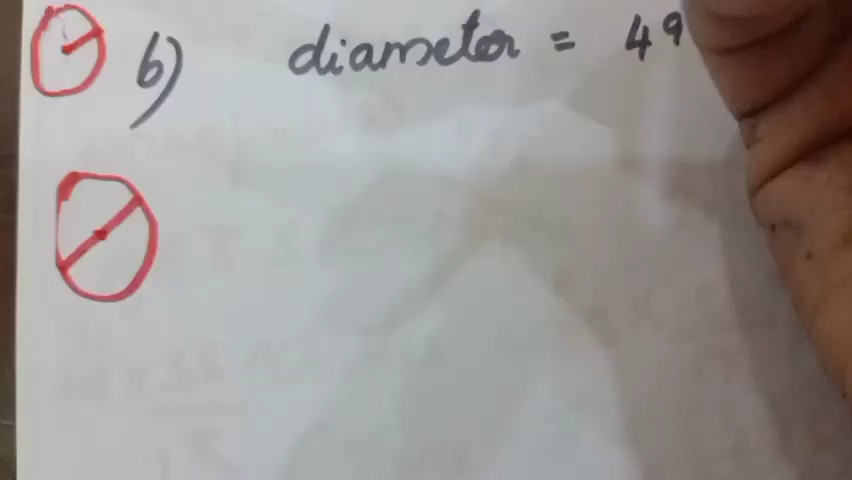 b) diameter = 49